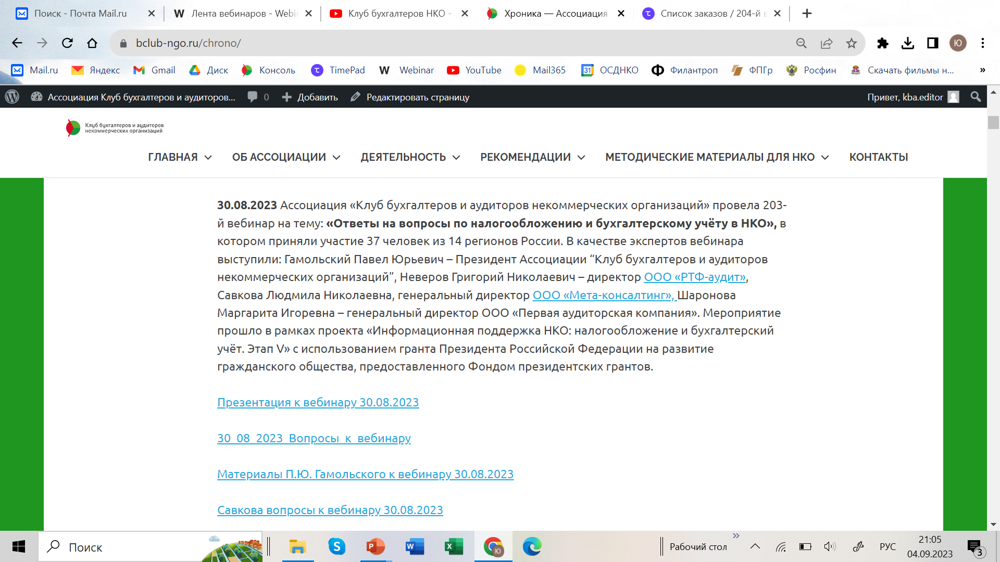 Поиск - Почта Mail.ru
Лента вебинаров - Webi
Клуб бухгалтеров НКО -
Хроника — Ассоциация
Список заказов / 204-й в
bclub-ngo.ru/chrono/
Ю
Mail.ru
Яндекс
Gmail
Диск
Консоль
TimePad
Webinar
YouTube
Mail365
31 ОСДНКО
Филантроп
ФПГр
Росфин
Скачать фильмы н...
»
Ассоциация Клуб бухгалтеров и аудиторов...
0
Добавить
Редактировать страницу
Привет, kba.editor
Клуб бухгалтеров и аудиторов
некоммерческих организаций
ГЛАВНАЯ
ОБ АССОЦИАЦИИ
ДЕЯТЕЛЬНОСТЬ
РЕКОМЕНДАЦИИ
МЕТОДИЧЕСКИЕ МАТЕРИАЛЫ ДЛЯ НКО
КОНТАКТЫ
30.08.2023 Ассоциация «Клуб бухгалтеров и аудиторов некоммерческих организаций» провела 203-
й вебинар на тему: «Ответы на вопросы по налогообложению и бухгалтерскому учёту в НКО», в
котором приняли участие 37 человек из 14 регионов России. В качестве экспертов вебинара
выступили: Гамольский Павел Юрьевич – Президент Ассоциации “Клуб бухгалтеров и аудиторов
некоммерческих организаций”, Неверов Григорий Николаевич – директор ООО «РТФ-аудит»,
Савкова Людмила Николаевна, генеральный директор ООО «Мета-консалтинг», Шаронова
Маргарита Игоревна – генеральный директор ООО «Первая аудиторская компания». Мероприятие
прошло в рамках проекта «Информационная поддержка НКО: налогообложение и бухгалтерский
учёт. Этап V» с использованием гранта Президента Российской Федерации на развитие
гражданского общества, предоставленного Фондом президентских грантов.
Презентация к вебинару 30.08.2023
30_08_2023_Вопросы_к_вебинару
Материалы П.Ю. Гамольского к вебинару 30.08.2023
Савкова вопросы к вебинару 30.08.2023
Поиск
Рабочий стол
»
РУС
21:05
04.09.2023
3